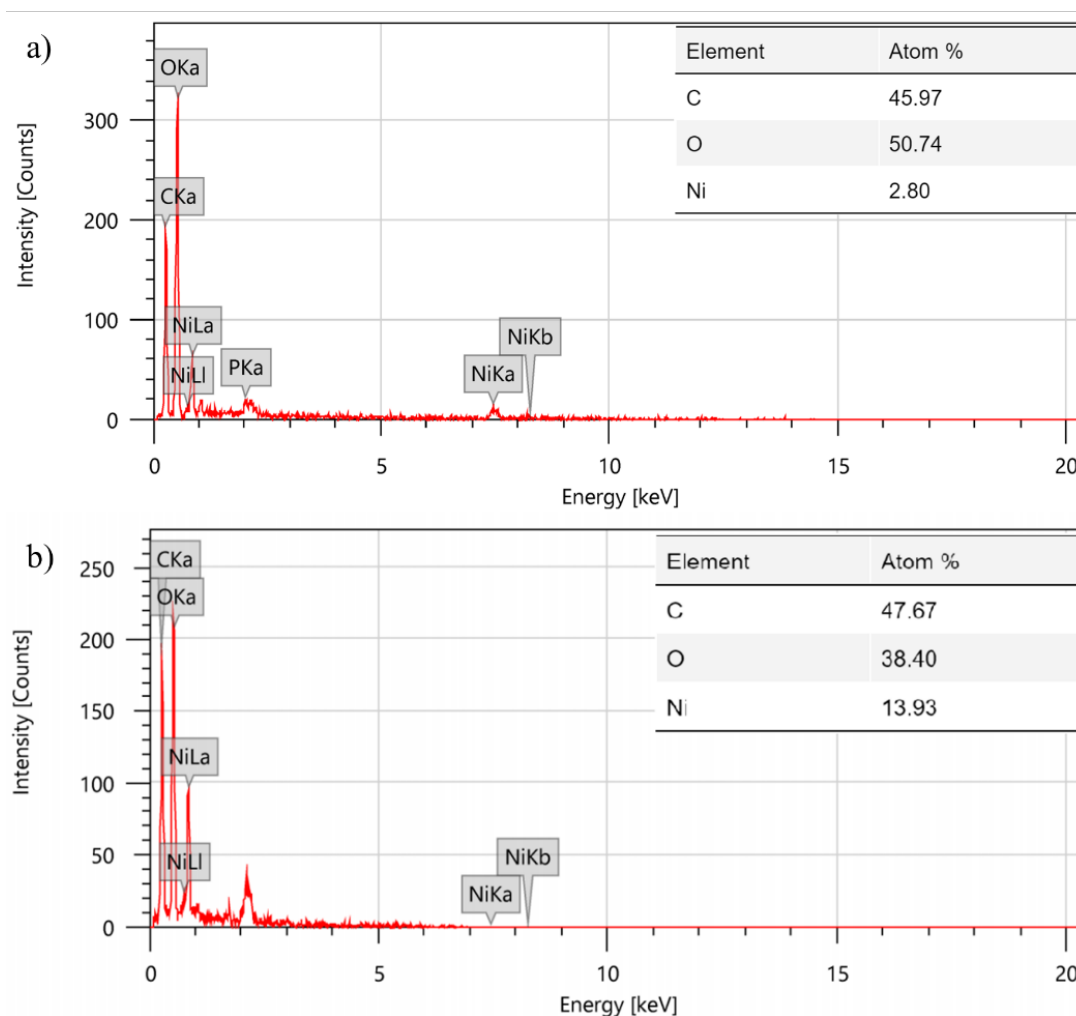 a)
OKa
CKa
NiLa
NiLl
PKa
NiKa
NiKb
Intensity [Counts]
300
200
100
0
0 5 10 15 20
Energy [keV]
Element Atom %
C 45.97
O 50.74
Ni 2.80
b)
CKa
OKa
NiLa
NiLl
NiKa
NiKb
Intensity [Counts]
250
200
150
100
50
0
0 5 10 15 20
Energy [keV]
Element Atom %
C 47.67
O 38.40
Ni 13.93